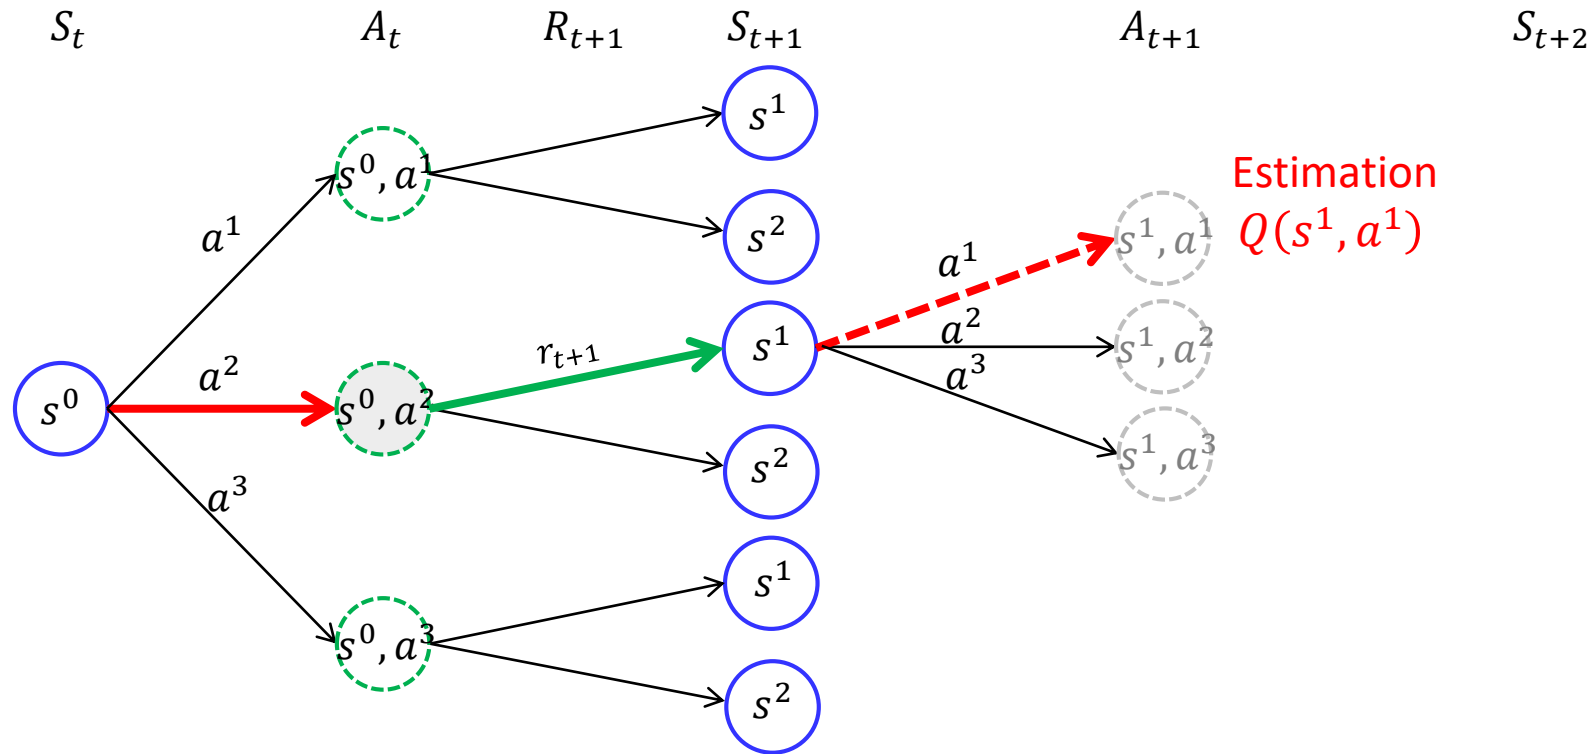 S_t A_t R_{t+1} S_{t+1} A_{t+1} S_{t+2}
s^1
s^0, a^1
Estimation
a^1
s^2
s^1, a^1
Q(s^1, a^1)
a^1
a^2
r_{t+1}
s^1
a^2
s^1, a^2
a^3
s^0
s^0, a^2
s^1, a^3
s^2
a^3
s^1
s^0, a^3
s^2